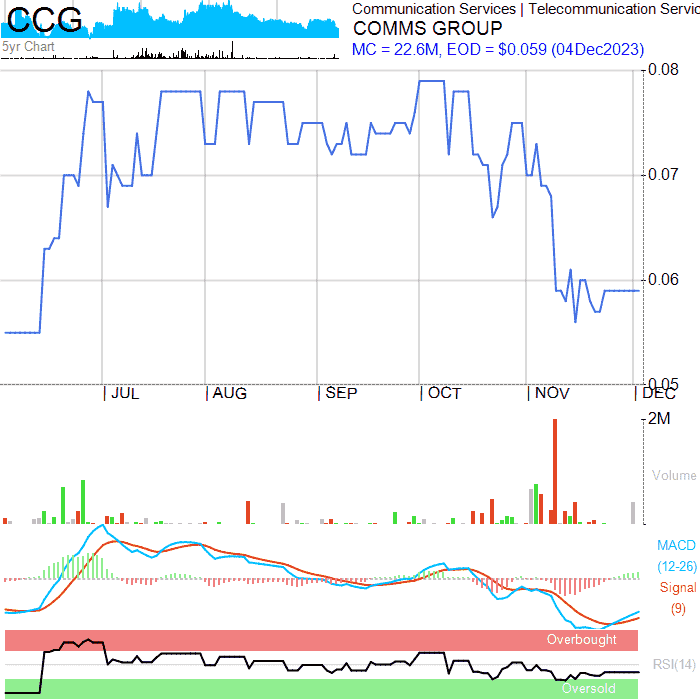 CCG
5yr Chart
Communication Services | Telecommunication Servic
COMMS GROUP
MC = 22.6M, EOD = $0.059 (04Dec2023)
0.08
0.07
0.06
0.05
JUL
AUG
SEP
OCT
NOV
DEC
2M
Volume
MACD
(12-26)
Signal
(9)
Overbought
RSI(14)
Oversold